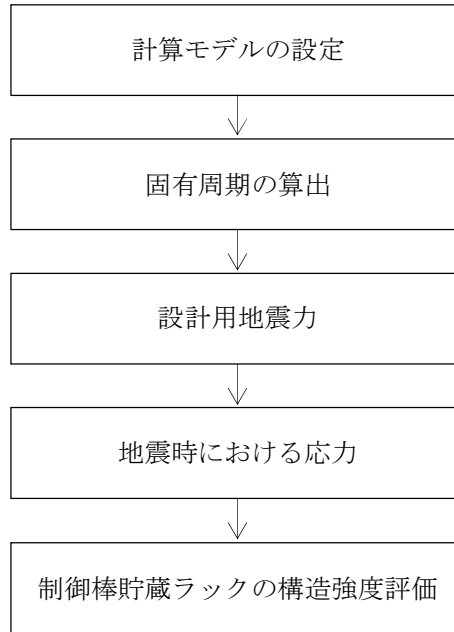 計算モデルの設定
固有周期の算出
設計用地震力
地震時における応力
制御棒貯蔵ラックの構造強度評価